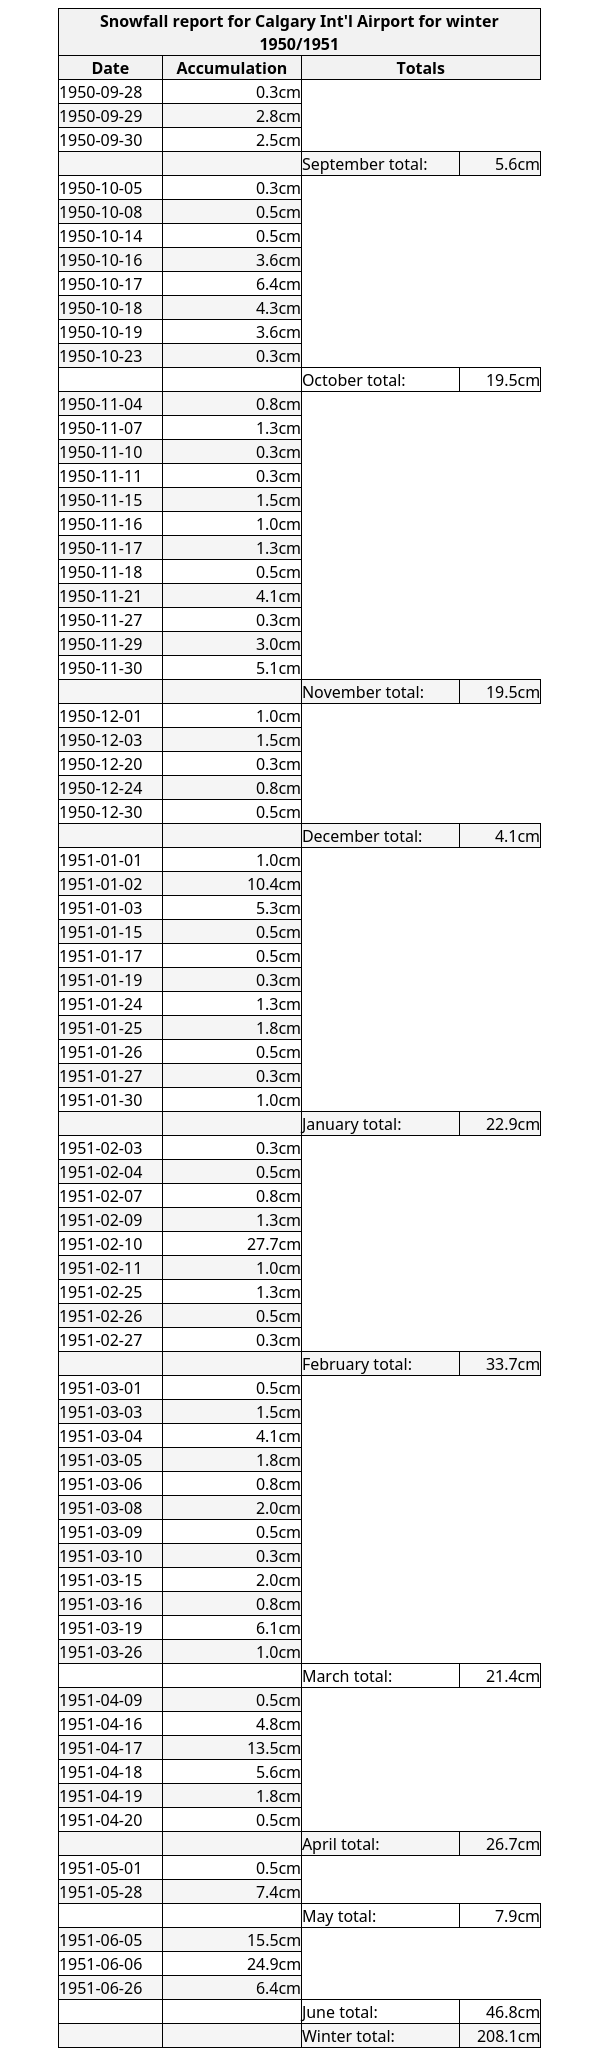 Snowfall report for Calgary Int'l Airport for winter
1950/1951
Date Accumulation Totals
1950-09-28 0.3cm
1950-09-29 2.8cm
1950-09-30 2.5cm
September total: 5.6cm
1950-10-05 0.3cm
1950-10-08 0.5cm
1950-10-14 0.5cm
1950-10-16 3.6cm
1950-10-17 6.4cm
1950-10-18 4.3cm
1950-10-19 3.6cm
1950-10-23 0.3cm
October total: 19.5cm
1950-11-04 0.8cm
1950-11-07 1.3cm
1950-11-10 0.3cm
1950-11-11 0.3cm
1950-11-15 1.5cm
1950-11-16 1.0cm
1950-11-17 1.3cm
1950-11-18 0.5cm
1950-11-21 4.1cm
1950-11-27 0.3cm
1950-11-29 3.0cm
1950-11-30 5.1cm
November total: 19.5cm
1950-12-01 1.0cm
1950-12-03 1.5cm
1950-12-20 0.3cm
1950-12-24 0.8cm
1950-12-30 0.5cm
December total: 4.1cm
1951-01-01 1.0cm
1951-01-02 10.4cm
1951-01-03 5.3cm
1951-01-15 0.5cm
1951-01-17 0.5cm
1951-01-19 0.3cm
1951-01-24 1.3cm
1951-01-25 1.8cm
1951-01-26 0.5cm
1951-01-27 0.3cm
1951-01-30 1.0cm
January total: 22.9cm
1951-02-03 0.3cm
1951-02-04 0.5cm
1951-02-07 0.8cm
1951-02-09 1.3cm
1951-02-10 27.7cm
1951-02-11 1.0cm
1951-02-25 1.3cm
1951-02-26 0.5cm
1951-02-27 0.3cm
February total: 33.7cm
1951-03-01 0.5cm
1951-03-03 1.5cm
1951-03-04 4.1cm
1951-03-05 1.8cm
1951-03-06 0.8cm
1951-03-08 2.0cm
1951-03-09 0.5cm
1951-03-10 0.3cm
1951-03-15 2.0cm
1951-03-16 0.8cm
1951-03-19 6.1cm
1951-03-26 1.0cm
March total: 21.4cm
1951-04-09 0.5cm
1951-04-16 4.8cm
1951-04-17 13.5cm
1951-04-18 5.6cm
1951-04-19 1.8cm
1951-04-20 0.5cm
April total: 26.7cm
1951-05-01 0.5cm
1951-05-28 7.4cm
May total: 7.9cm
1951-06-05 15.5cm
1951-06-06 24.9cm
1951-06-26 6.4cm
June total: 46.8cm
Winter total: 208.1cm